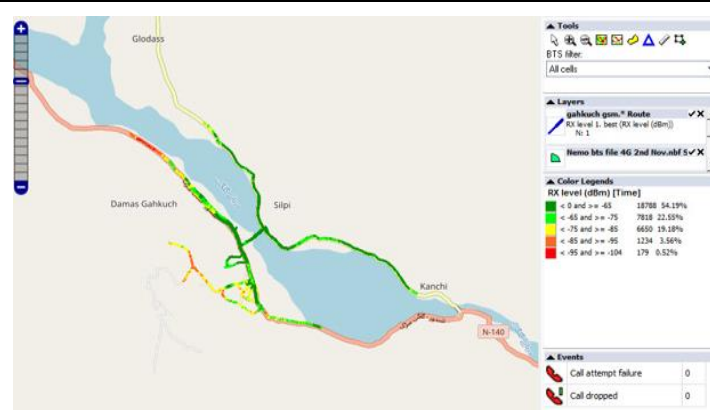 Glodass
Damas Gahkuch
Silpi
Kanchi
N-140
Tools
BTS filter:
All cells
Layers
gahkuch gsm.* Route
RX level 1. best (RX level (dBm))
N: 1
Nemo bts file 4G 2nd Nov.nbf S
Color Legends
RX level (dBm) [Time]
< 0 and >= -65 18788 54.19%
< -65 and >= -75 7818 22.55%
< -75 and >= -85 6650 19.18%
< -85 and >= -95 1234 3.56%
< -95 and >= -104 179 0.52%
Events
Call attempt failure 0
Call dropped 0